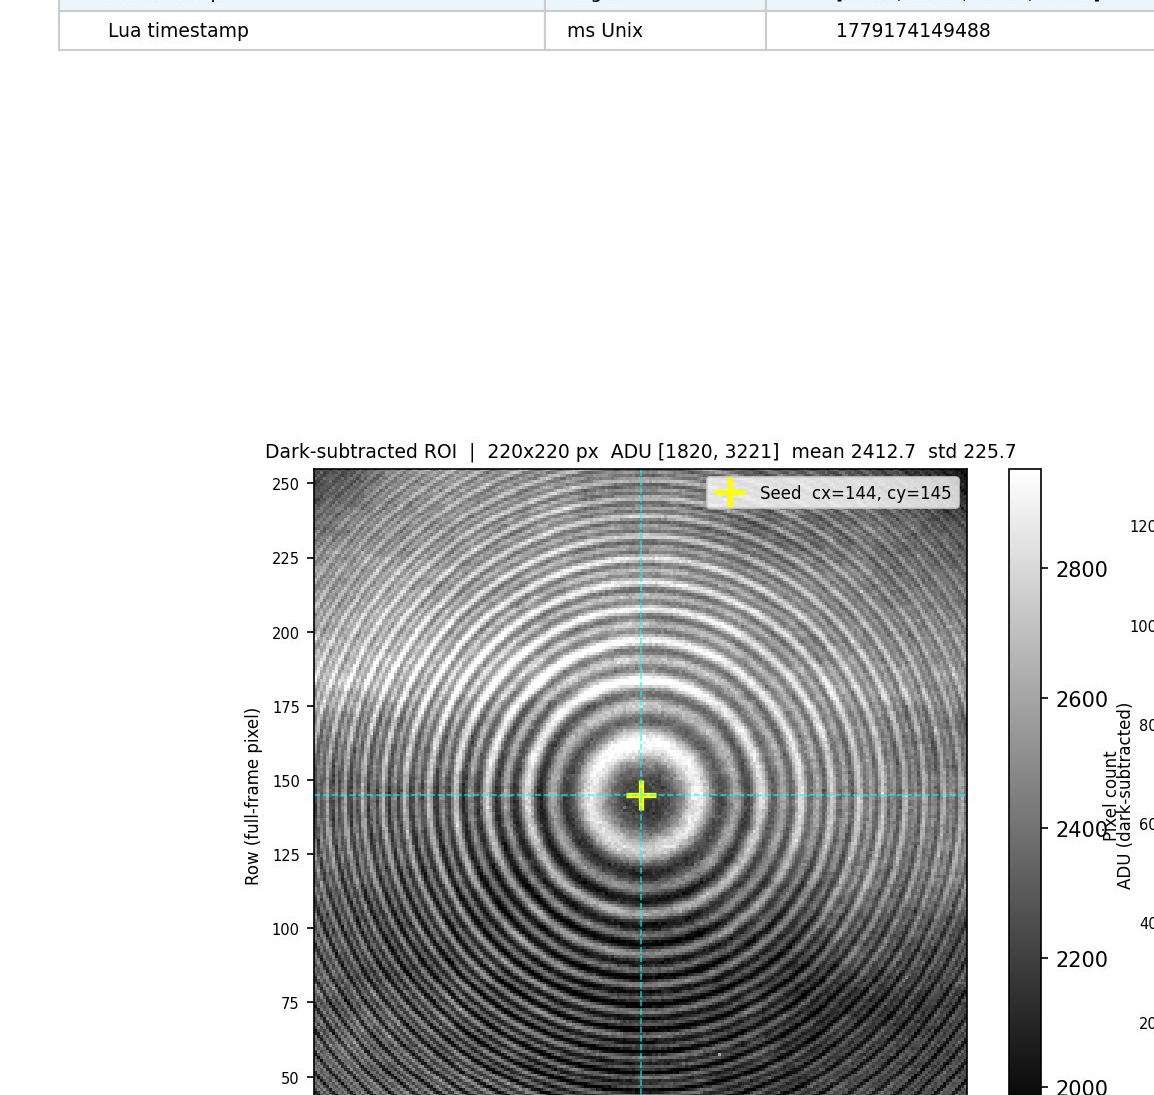 Lua timestamp ms Unix 1779174149488
Dark-subtracted ROI | 220x220 px ADU [1820, 3221] mean 2412.7 std 225.7
Seed cx=144, cy=145
250
225
200
175
150
125
100
75
50
Row (full-frame pixel)
2800
2600
2400
2200
2000
ADU (dark-subtracted)
Pixel count